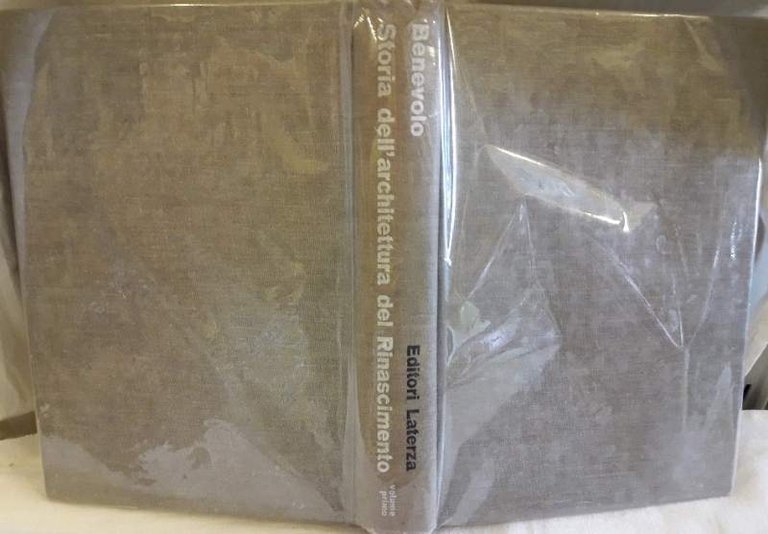 Benevolo
Storia dell'architettura del Rinascimento
Editori Laterza
volume
primo